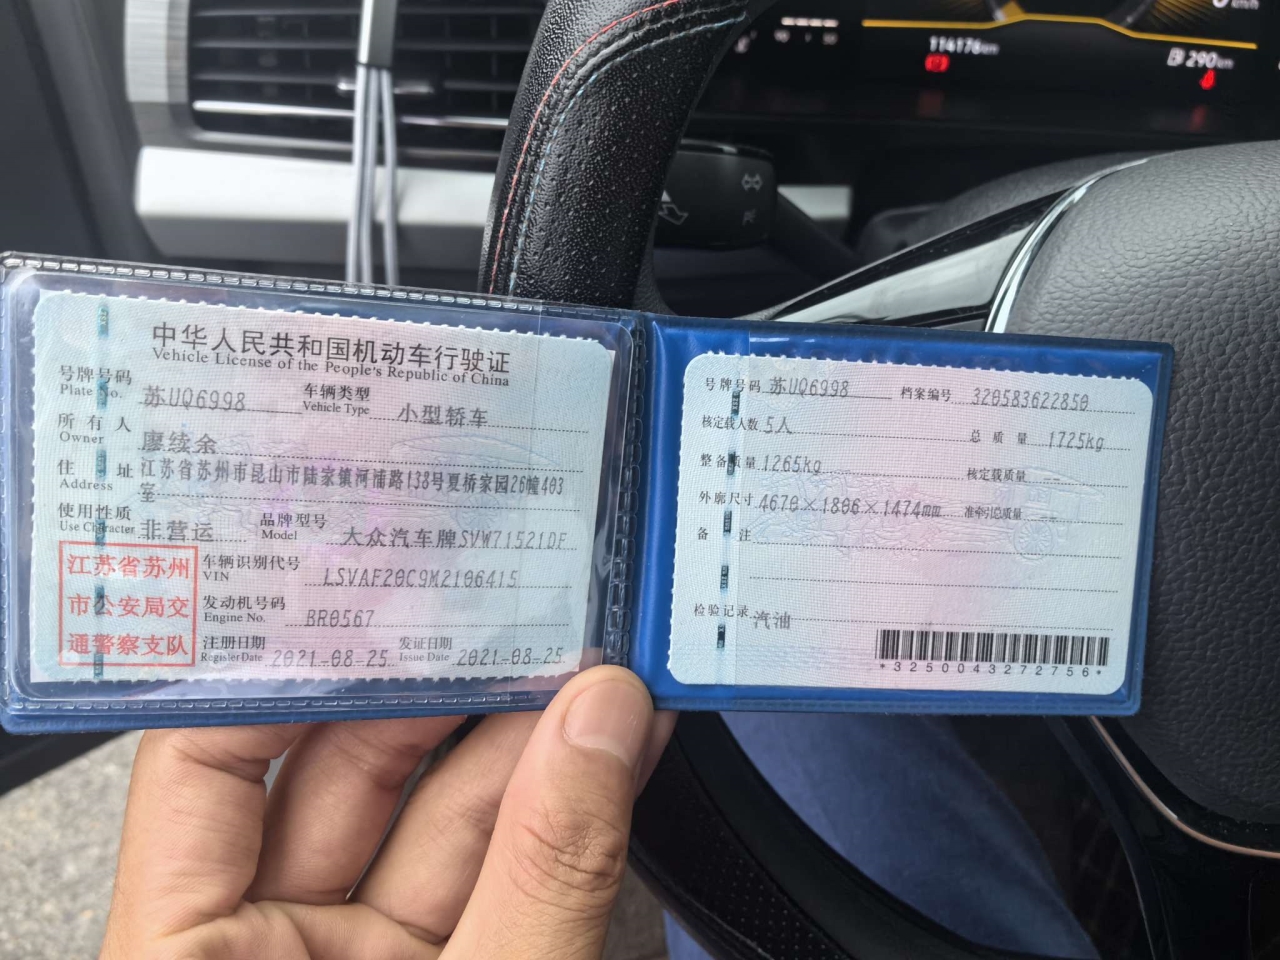 114176km
290km
中华人民共和国机动车行驶证
Vehicle License of the People's Republic of China
号牌号码 苏UQ6998 车辆类型 小型轿车
Plate No. Vehicle Type
所有人 廖续余
Owner
住址 江苏省苏州市昆山市陆家镇河浦路138号夏桥家园26幢403
Address 室
使用性质 非营运 品牌型号 大众汽车牌SVW71521DF
Use Character Model
江苏省苏州
市公安局交
通警察支队
车辆识别代号 LSVAF20C9M2106415
VIN
发动机号码 BR0567
Engine No.
注册日期 2021-08-25 发证日期 2021-08-25
Register Date Issue Date
号牌号码 苏UQ6998 档案编号 320583622850
核定载人数 5人 总质量 1725kg
整备质量 1265kg 核定载质量 --
外廓尺寸 4670×1806×1474mm 准牵引总质量 --
备注
检验记录 汽油
*3250043272756*